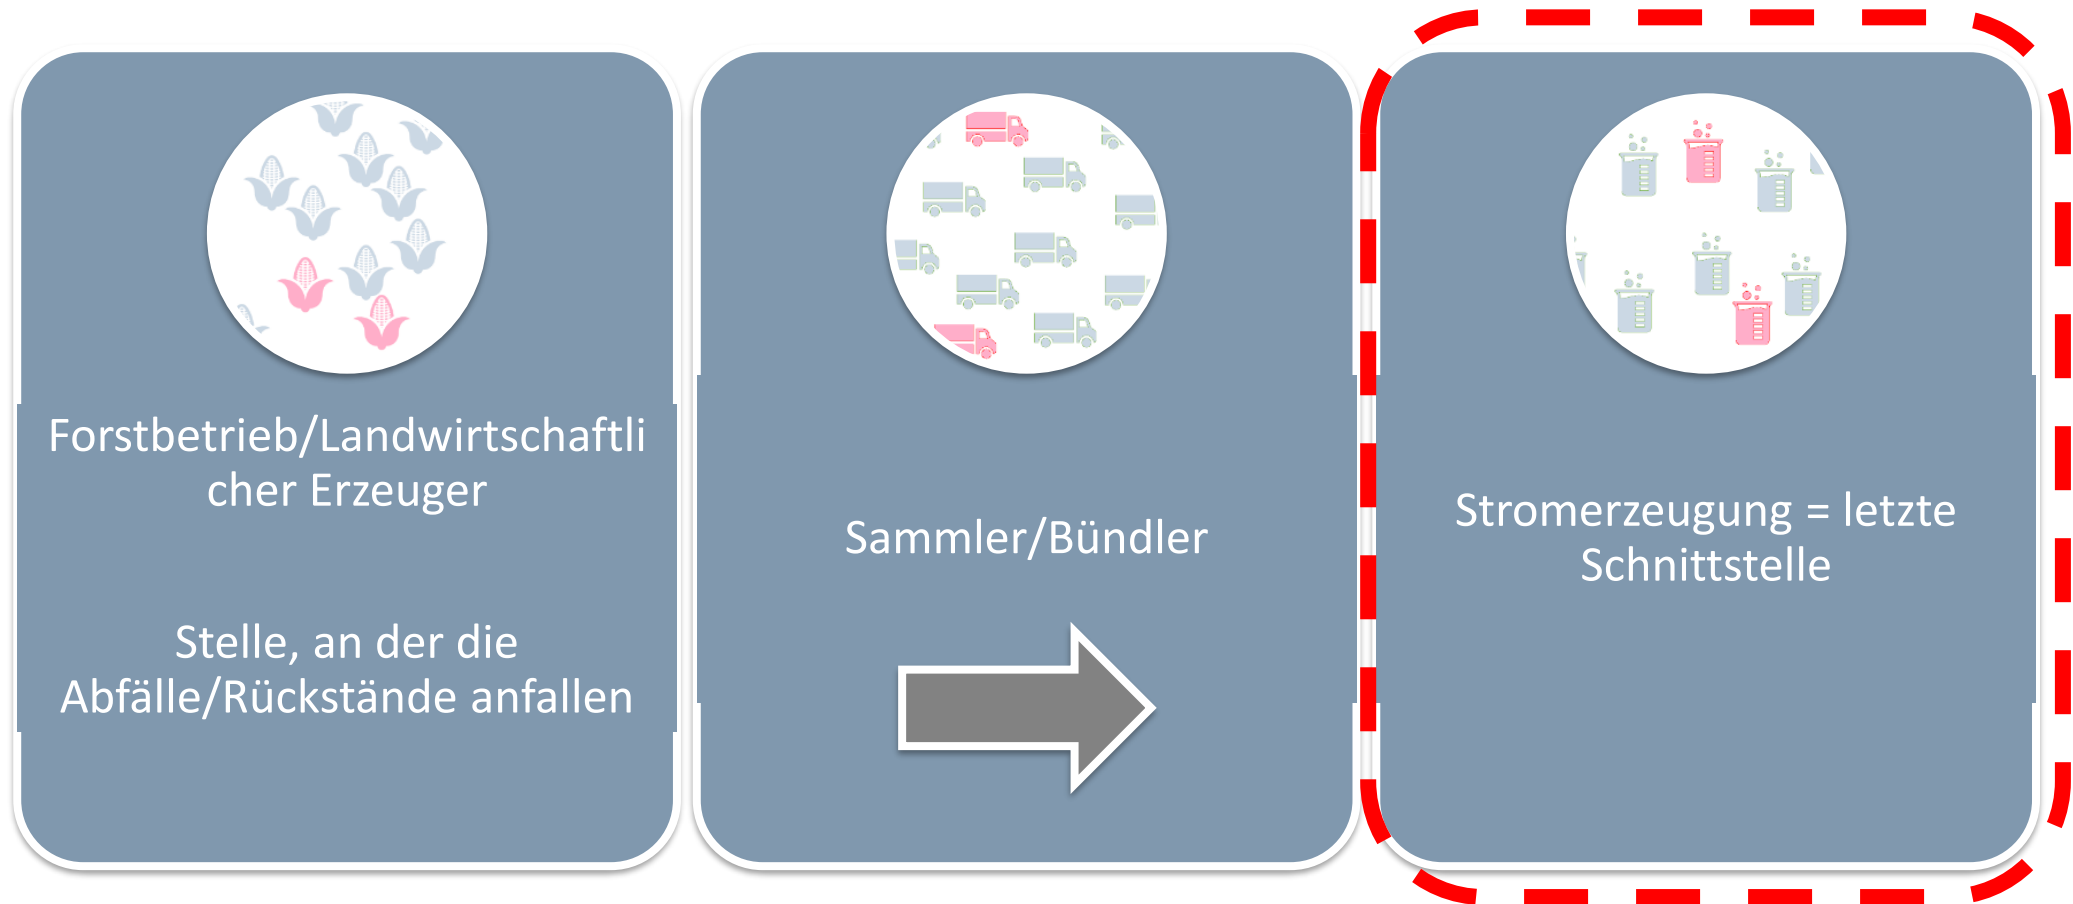 Forstbetrieb/Landwirtschaftli
cher Erzeuger
Stelle, an der die
Abfälle/Rückstände anfallen
Sammler/Bündler
Stromerzeugung = letzte
Schnittstelle